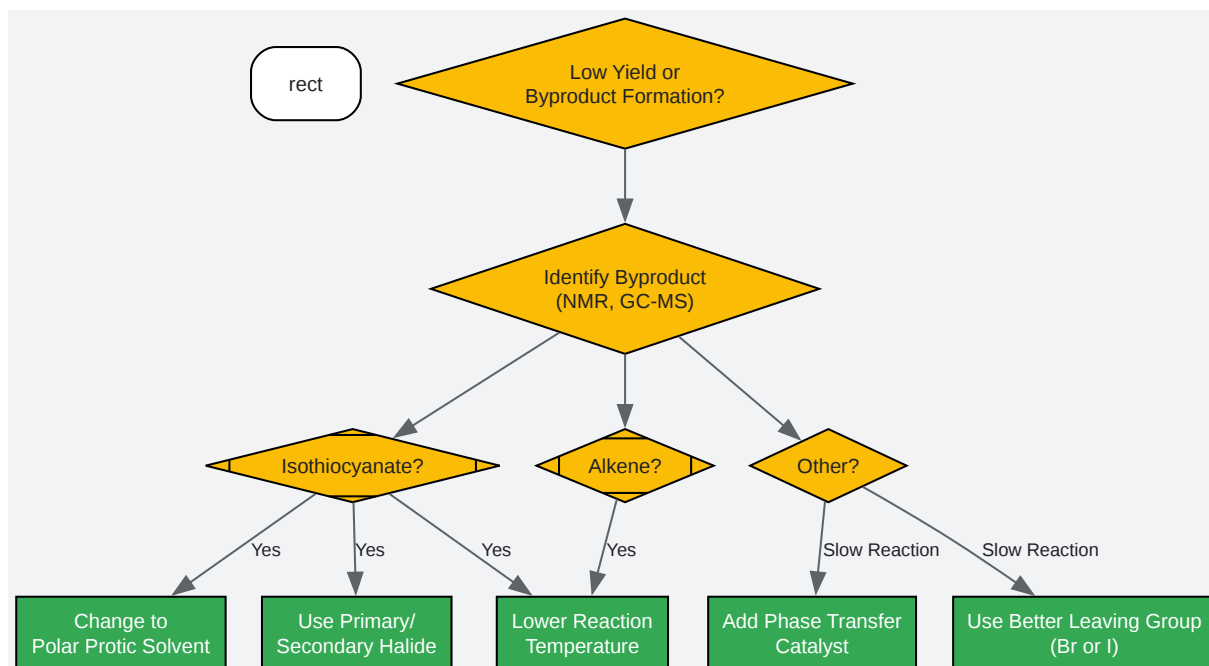 rect
Low Yield or
Byproduct Formation?
Identify Byproduct
(NMR, GC-MS)
Isothiocyanate?
Alkene?
Other?
Yes
Yes
Yes
Yes
Slow Reaction
Slow Reaction
Change to
Polar Protic Solvent
Use Primary/
Secondary Halide
Lower Reaction
Temperature
Add Phase Transfer
Catalyst
Use Better Leaving Group
(Br or I)